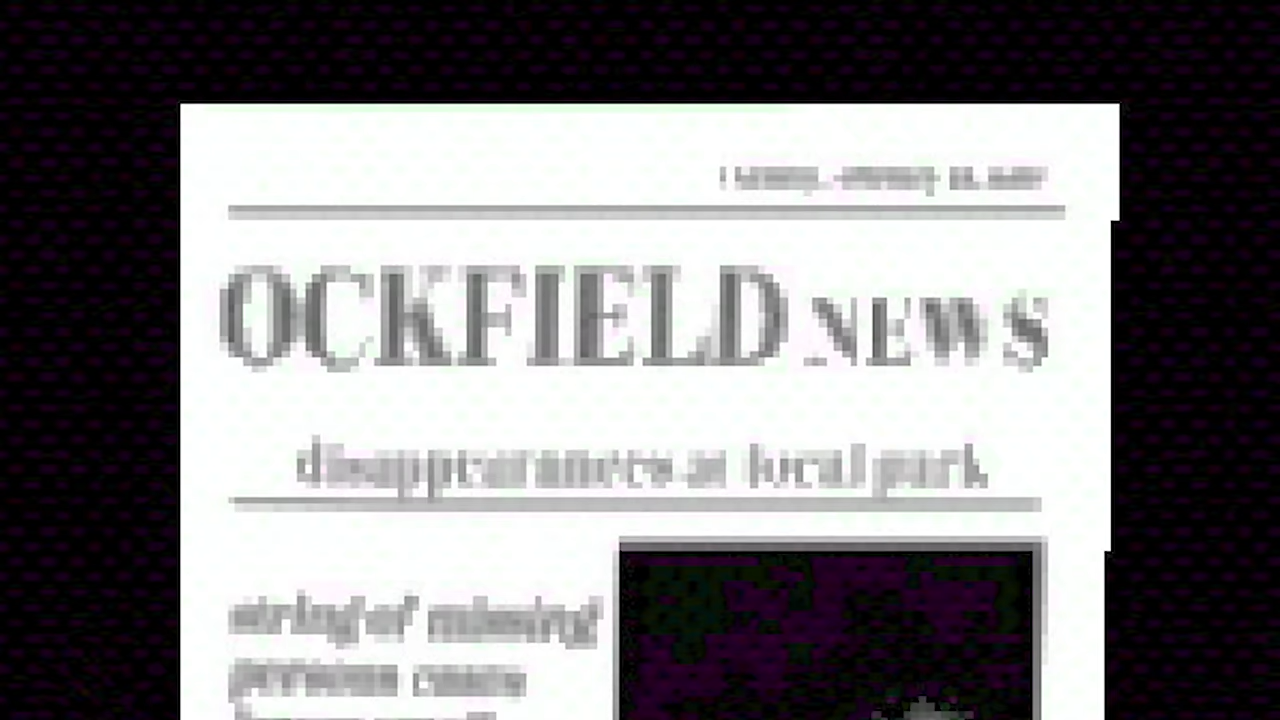 OCKFIELD NEWS
disappearances at local park
string of missing
persons cases